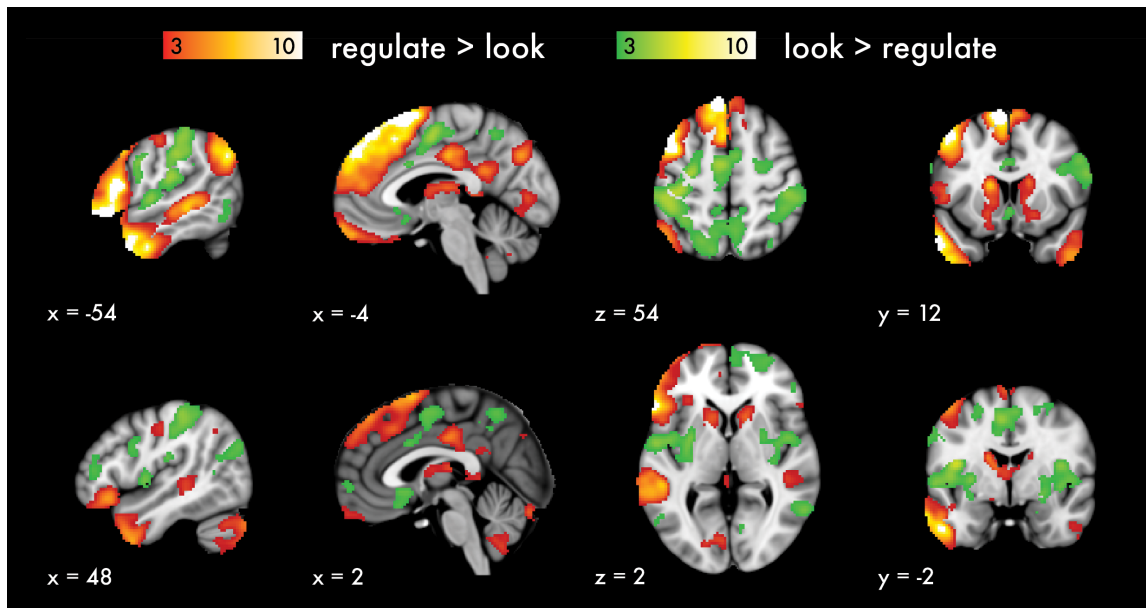 3 10 regulate > look 3 10 look > regulate
x = -54 x = -4 z = 54 y = 12
x = 48 x = 2 z = 2 y = -2